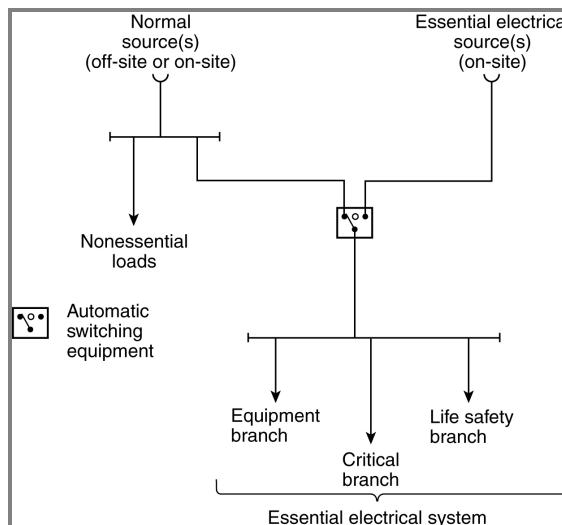 Normal
source(s)
(off-site or on-site)
Essential electrica
source(s)
(on-site)
Nonessential
loads
Automatic
switching
equipment
Equipment
branch
Critical
branch
Life safety
branch
Essential electrical system